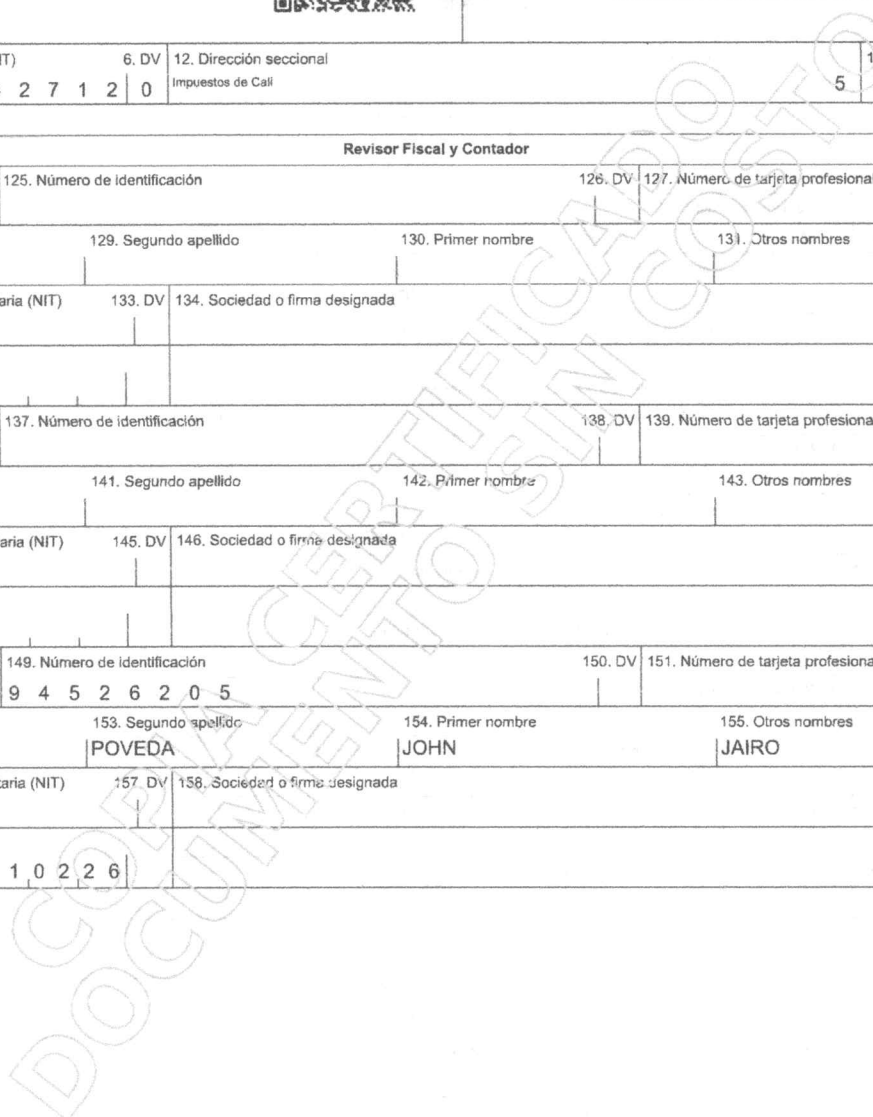 T) 6. DV 12. Dirección seccional
2 7 1 2 0 Impuestos de Cali 5
Revisor Fiscal y Contador
125. Número de identificación 126. DV 127. Número de tarjeta profesional
129. Segundo apellido 130. Primer nombre 131. Otros nombres
aria (NIT) 133. DV 134. Sociedad o firma designada
137. Número de identificación 138. DV 139. Número de tarjeta profesiona
141. Segundo apellido 142. Primer nombre 143. Otros nombres
aria (NIT) 145. DV 146. Sociedad o firma designada
149. Número de identificación 150. DV 151. Número de tarjeta profesiona
9 4 5 2 6 2 0 5
153. Segundo apellido 154. Primer nombre 155. Otros nombres
POVEDA JOHN JAIRO
taria (NIT) 157. DV 158. Sociedad o firma designada
1 0 2 2 6
COPIA CERTIFICADO
DOCUMENTO SIN COSTO